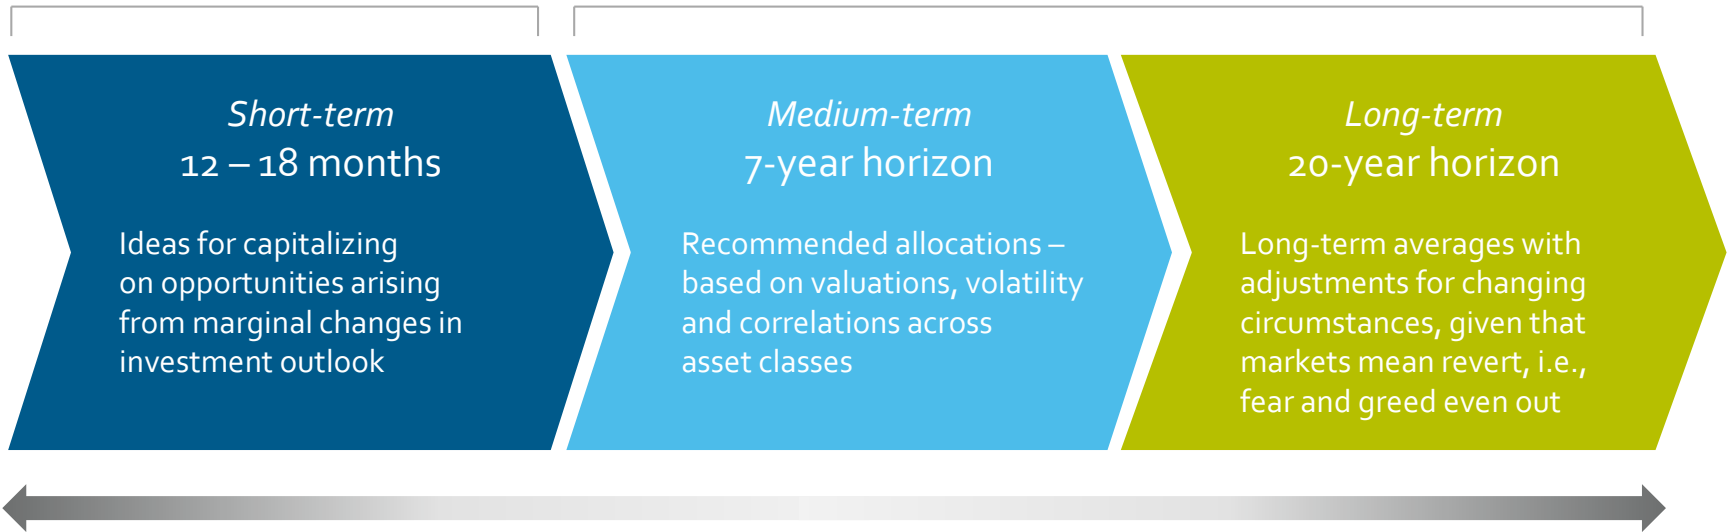 Short-term
12 – 18 months
Ideas for capitalizing
on opportunities arising
from marginal changes in
investment outlook
Medium-term
7-year horizon
Recommended allocations –
based on valuations, volatility
and correlations across
asset classes
Long-term
20-year horizon
Long-term averages with
adjustments for changing
circumstances, given that
markets mean revert, i.e.,
fear and greed even out